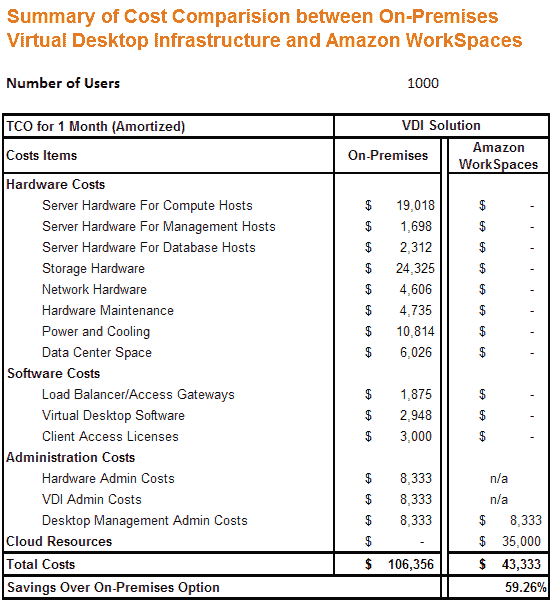 Summary of Cost Comparision between On-Premises
Virtual Desktop Infrastructure and Amazon WorkSpaces
Number of Users 1000
TCO for 1 Month (Amortized) VDI Solution
Costs Items On-Premises Amazon WorkSpaces
Hardware Costs
Server Hardware For Compute Hosts $ 19,018 $ -
Server Hardware For Management Hosts $ 1,698 $ -
Server Hardware For Database Hosts $ 2,312 $ -
Storage Hardware $ 24,325 $ -
Network Hardware $ 4,606 $ -
Hardware Maintenance $ 4,735 $ -
Power and Cooling $ 10,814 $ -
Data Center Space $ 6,026 $ -
Software Costs
Load Balancer/Access Gateways $ 1,875 $ -
Virtual Desktop Software $ 2,948 $ -
Client Access Licenses $ 3,000 $ -
Administration Costs
Hardware Admin Costs $ 8,333 n/a
VDI Admin Costs $ 8,333 n/a
Desktop Management Admin Costs $ 8,333 $ 8,333
Cloud Resources $ - $ 35,000
Total Costs $ 106,356 $ 43,333
Savings Over On-Premises Option 59.26%